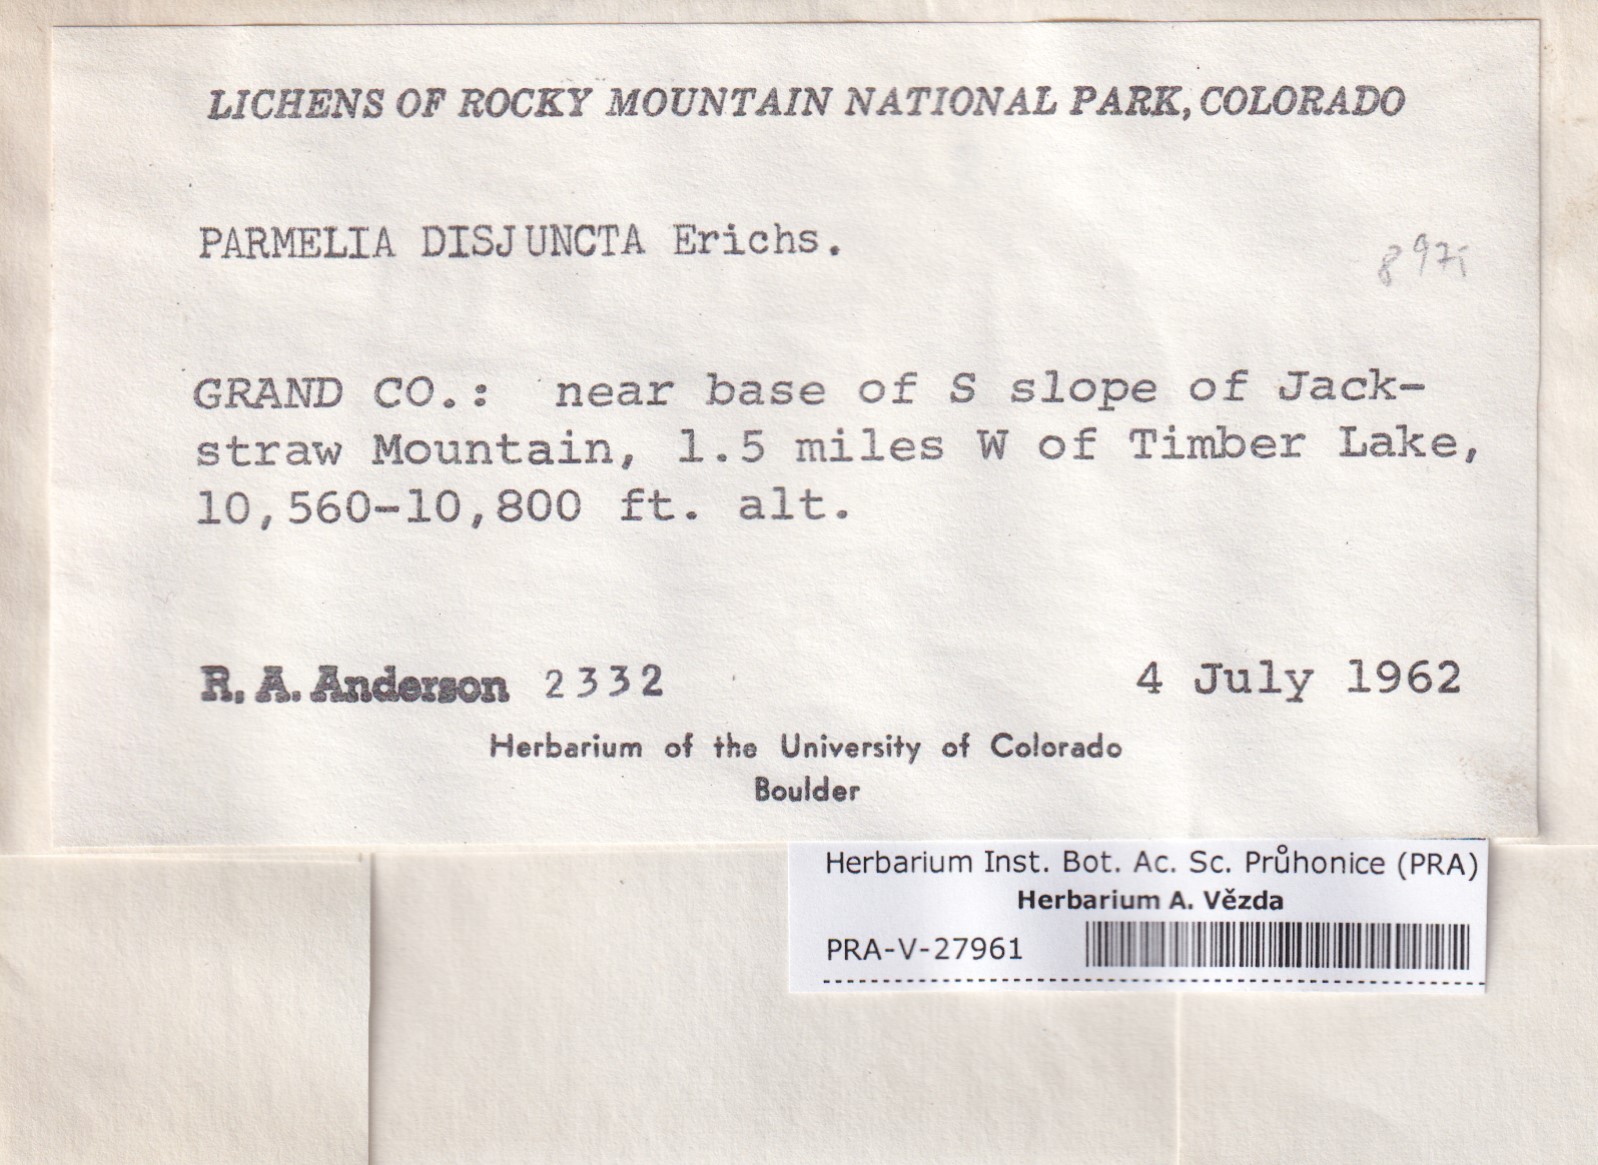 LICHENS OF ROCKY MOUNTAIN NATIONAL PARK, COLORADO
PARMELIA DISJUNCTA Erichs.
GRAND CO.: near base of S slope of Jack-
straw Mountain, 1.5 miles W of Timber Lake,
10,560-10,800 ft. alt.
R. A. Anderson 2332 4 July 1962
Herbarium of the University of Colorado
Boulder
Herbarium Inst. Bot. Ac. Sc. Průhonice (PRA)
Herbarium A. Vězda
PRA-V-27961